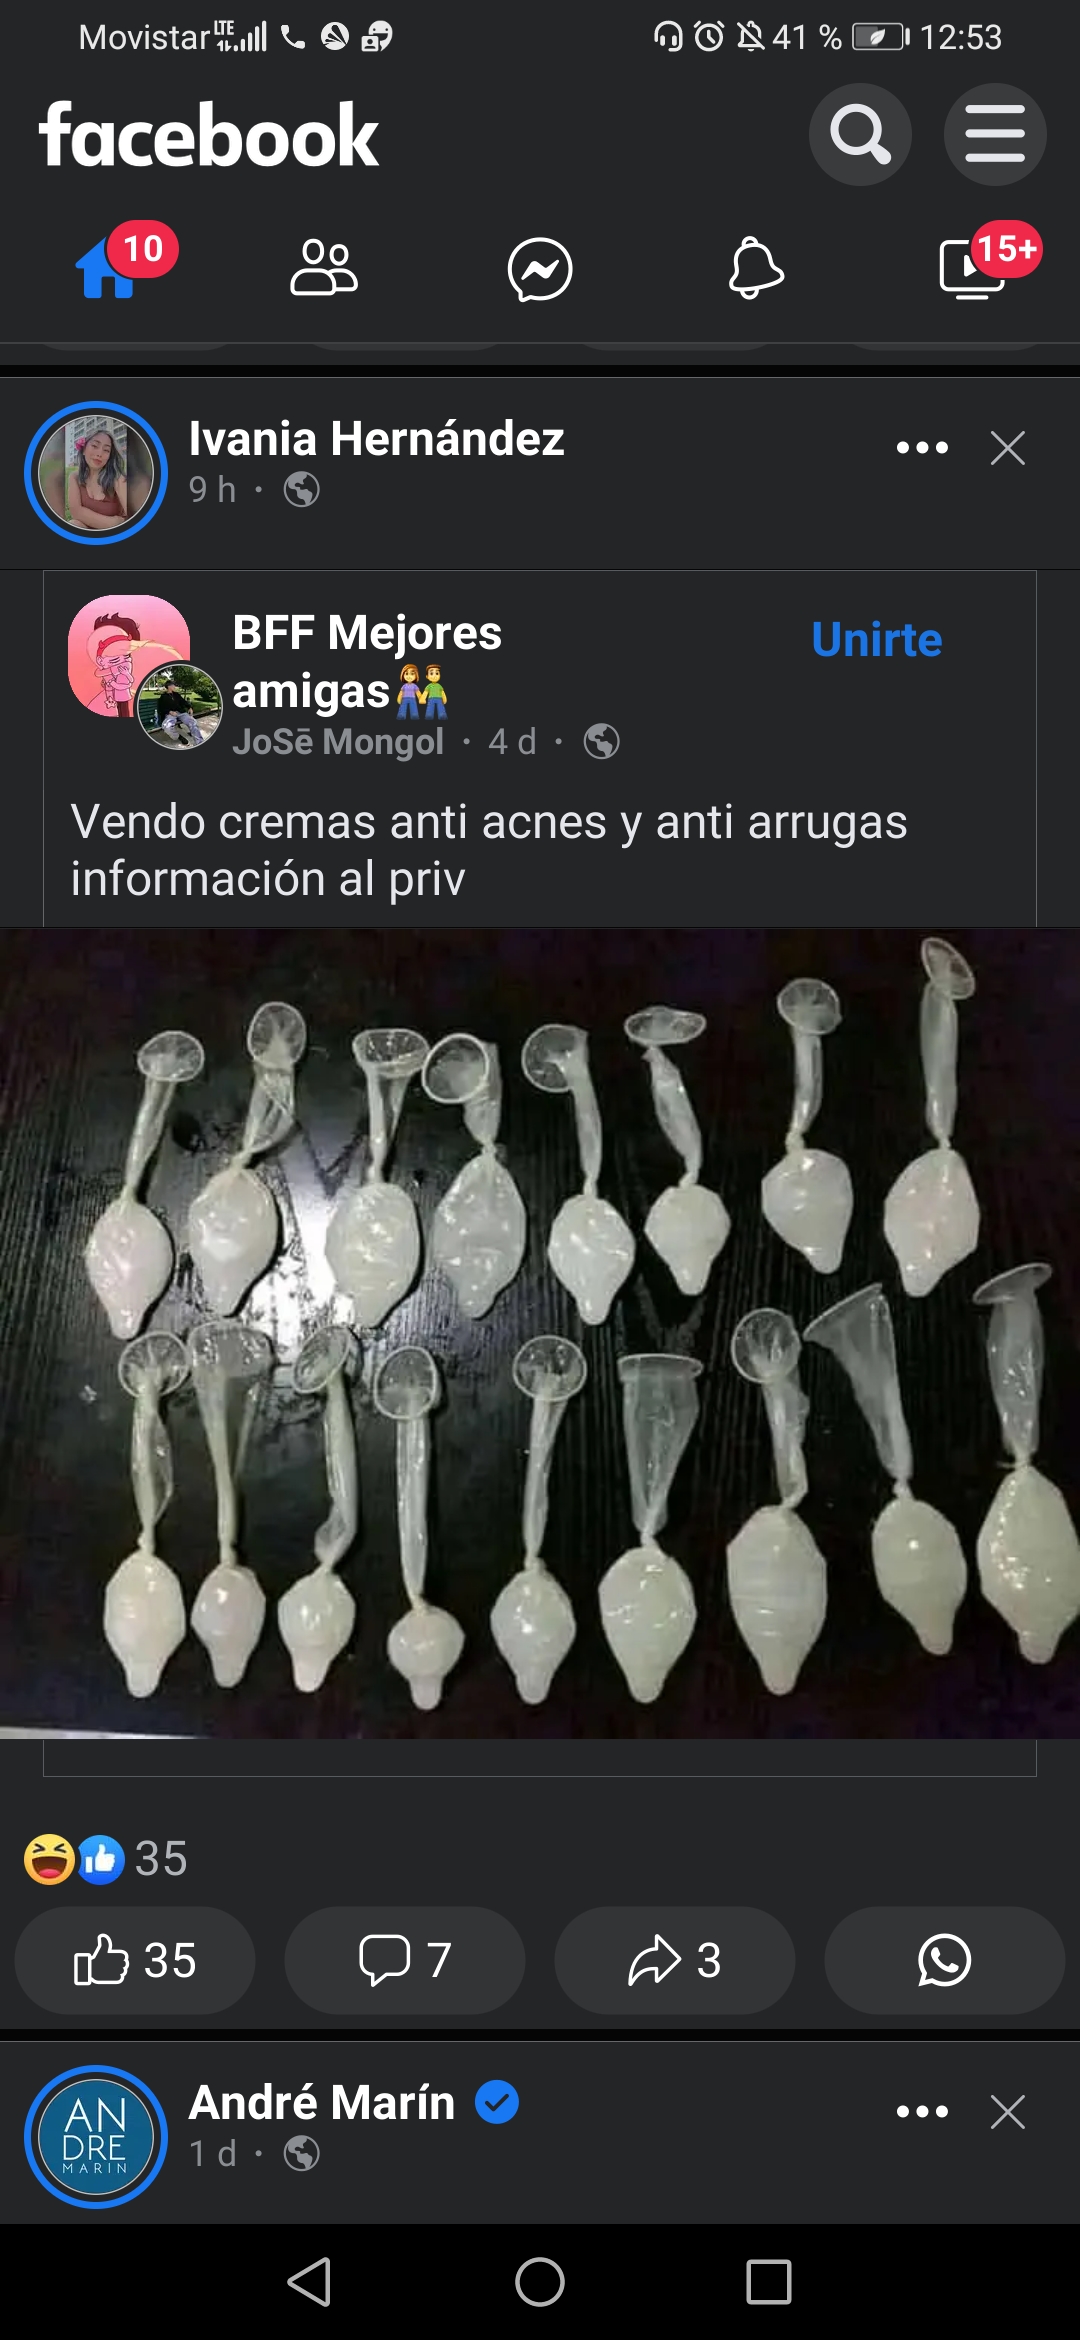 Movistar LTE 41 % 12:53
facebook
10
15+
Ivania Hernández
9 h ·
BFF Mejores
amigas👫
Unirte
JoSē Mongol · 4 d ·
Vendo cremas anti acnes y anti arrugas
información al priv
35
35 7 3
André Marín
AN
DRE
MARIN
1 d ·